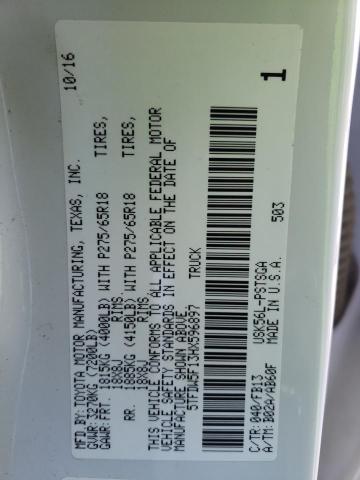 MFD.BY:TOYOTA MOTOR MANUFACTURING, TEXAS, INC. 10/16
GVWR: 3270KG (7200LB)
GAWR: FRT. 1815KG (4000LB) WITH P275/65R18 TIRES,
18X8J RIMS
RR. 1885KG (4150LB) WITH P275/65R18 TIRES,
18X8J RIMS
THIS VEHICLE CONFORMS TO ALL APPLICABLE FEDERAL MOTOR
VEHICLE SAFETY STANDARDS IN EFFECT ON THE DATE OF
MANUFACTURE SHOWN ABOVE.
5TFDW5F13HX596897 TRUCK 1
C/TR: 040/FB13 USK56L-PSTSGA 503
A/TM: B02A/AB60F MADE IN U.S.A.